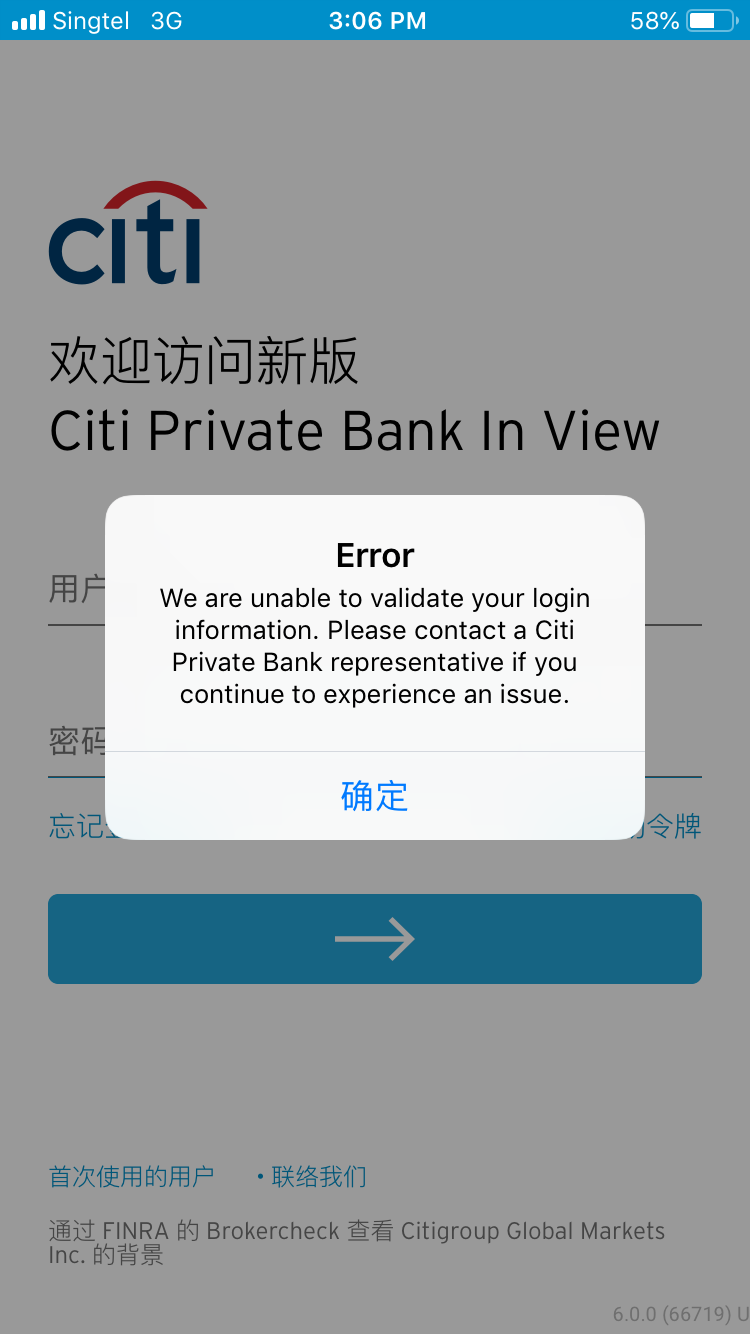 Singtel 3G 3:06 PM 58%
citi
欢迎访问新版
Citi Private Bank In View
Error
We are unable to validate your login
information. Please contact a Citi
Private Bank representative if you
continue to experience an issue.
用户
密码
确定
忘记 令牌
首次使用的用户 • 联络我们
通过 FINRA 的 Brokercheck 查看 Citigroup Global Markets
Inc. 的背景
6.0.0 (66719) U